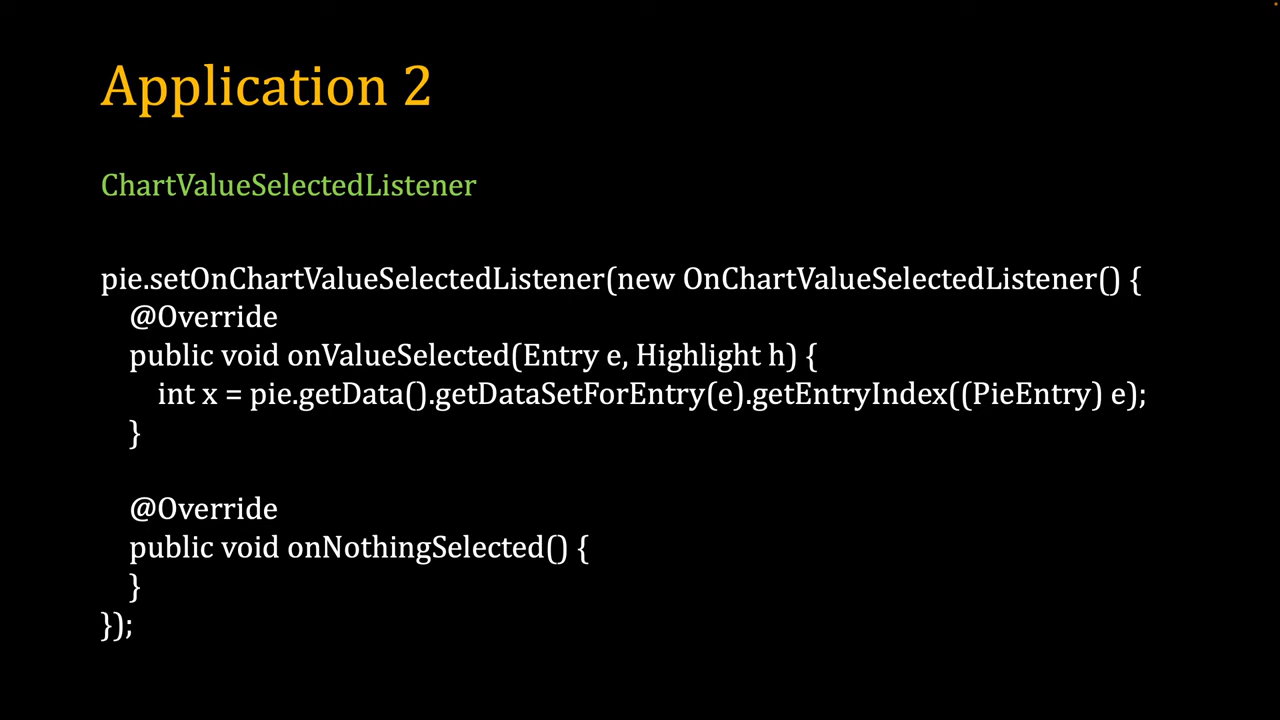 Application 2
ChartValueSelectedListener
pie.setOnChartValueSelectedListener(new OnChartValueSelectedListener() {
@Override
public void onValueSelected(Entry e, Highlight h) {
int x = pie.getData().getDataSetForEntry(e).getEntryIndex((PieEntry) e);
}
@Override
public void onNothingSelected() {
}
});